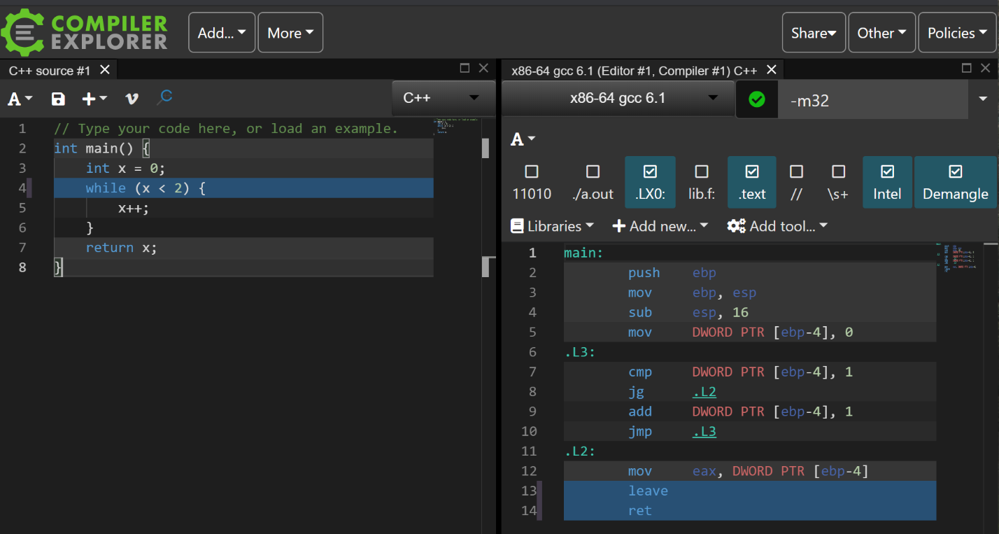 COMPILER
EXPLORER
Add...
More
Share
Other
Policies
C++ source #1
A
C++
1 // Type your code here, or load an example.
2 int main() {
3     int x = 0;
4     while (x < 2) {
5         x++;
6     }
7     return x;
8 }
x86-64 gcc 6.1 (Editor #1, Compiler #1) C++
x86-64 gcc 6.1
-m32
A
11010 ./a.out .LX0: lib.f: .text // \s+ Intel Demangle
Libraries Add new... Add tool...
1 main:
2         push    ebp
3         mov     ebp, esp
4         sub     esp, 16
5         mov     DWORD PTR [ebp-4], 0
6 .L3:
7         cmp     DWORD PTR [ebp-4], 1
8         jg      .L2
9         add     DWORD PTR [ebp-4], 1
10         jmp     .L3
11 .L2:
12         mov     eax, DWORD PTR [ebp-4]
13         leave
14         ret